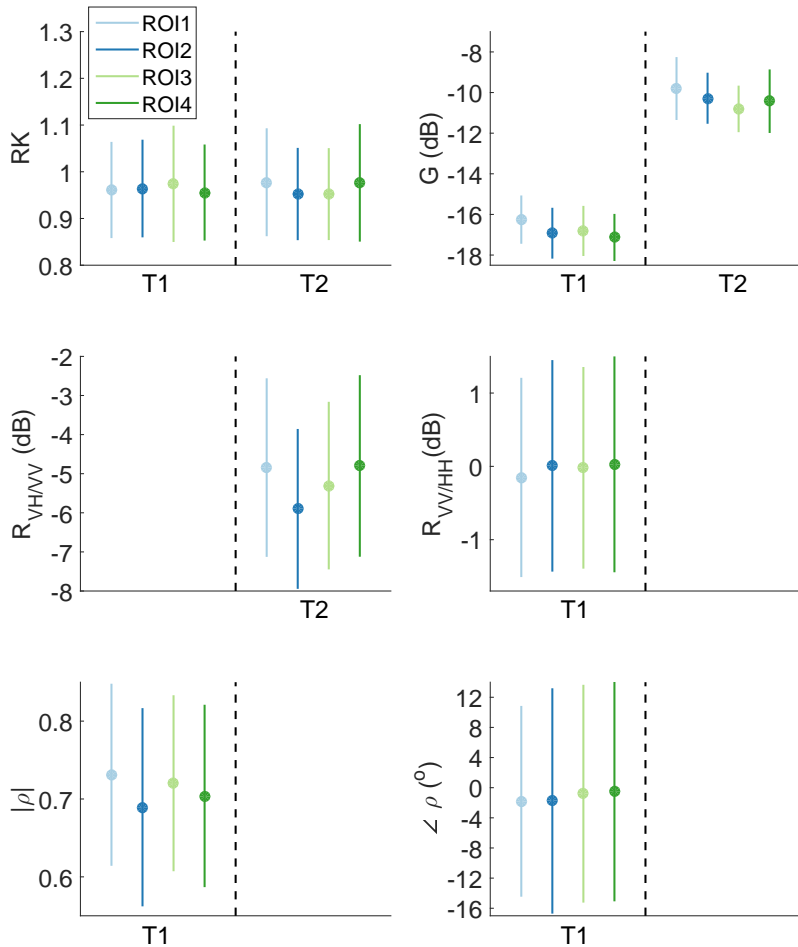 ROI1
ROI2
ROI3
ROI4
RK
1.3
1.2
1.1
1
0.9
0.8
T1 T2
G (dB)
-8
-10
-12
-14
-16
-18
T1 T2
R_VH/VV (dB)
-2
-3
-4
-5
-6
-7
-8
T2
R_VV/HH(dB)
1
0
-1
T1
|ρ|
0.8
0.7
0.6
T1
∠ ρ (°)
12
8
4
0
-4
-8
-12
-16
T1